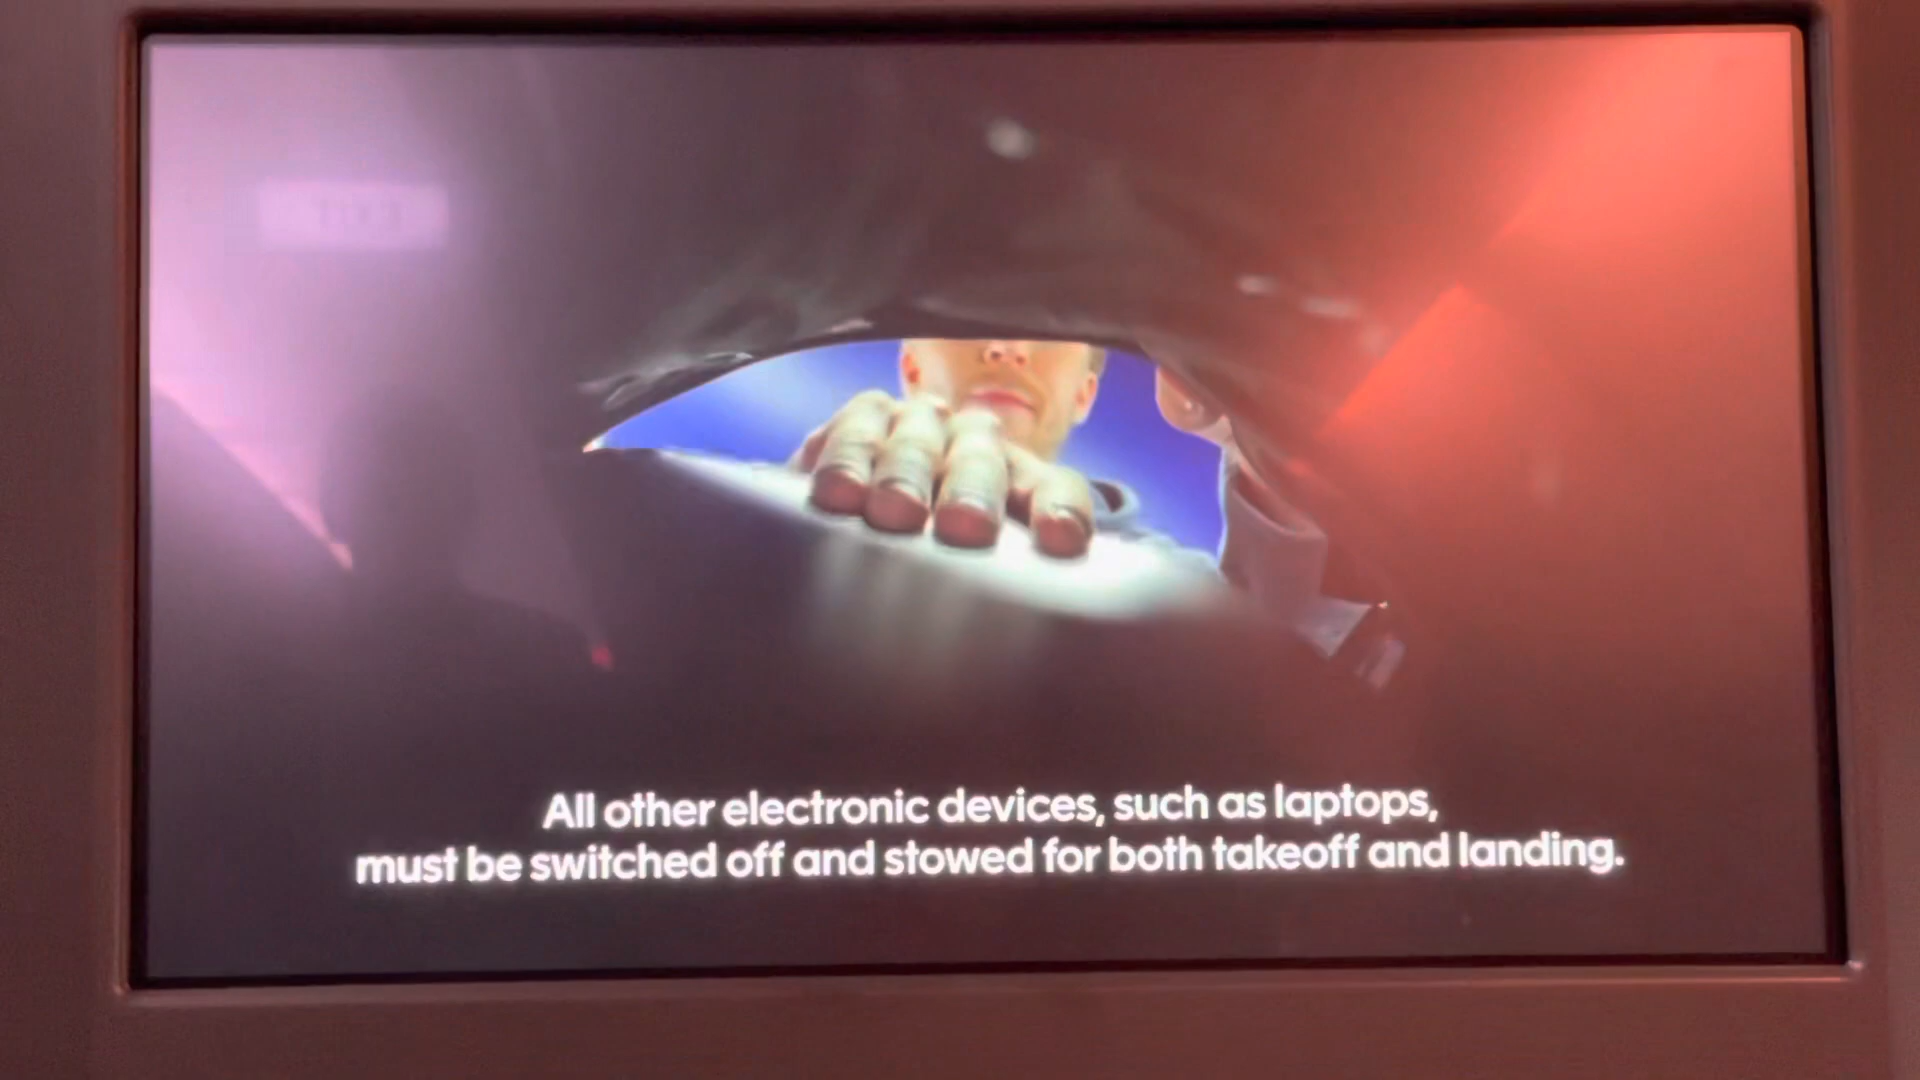 All other electronic devices, such as laptops,
must be switched off and stowed for both takeoff and landing.